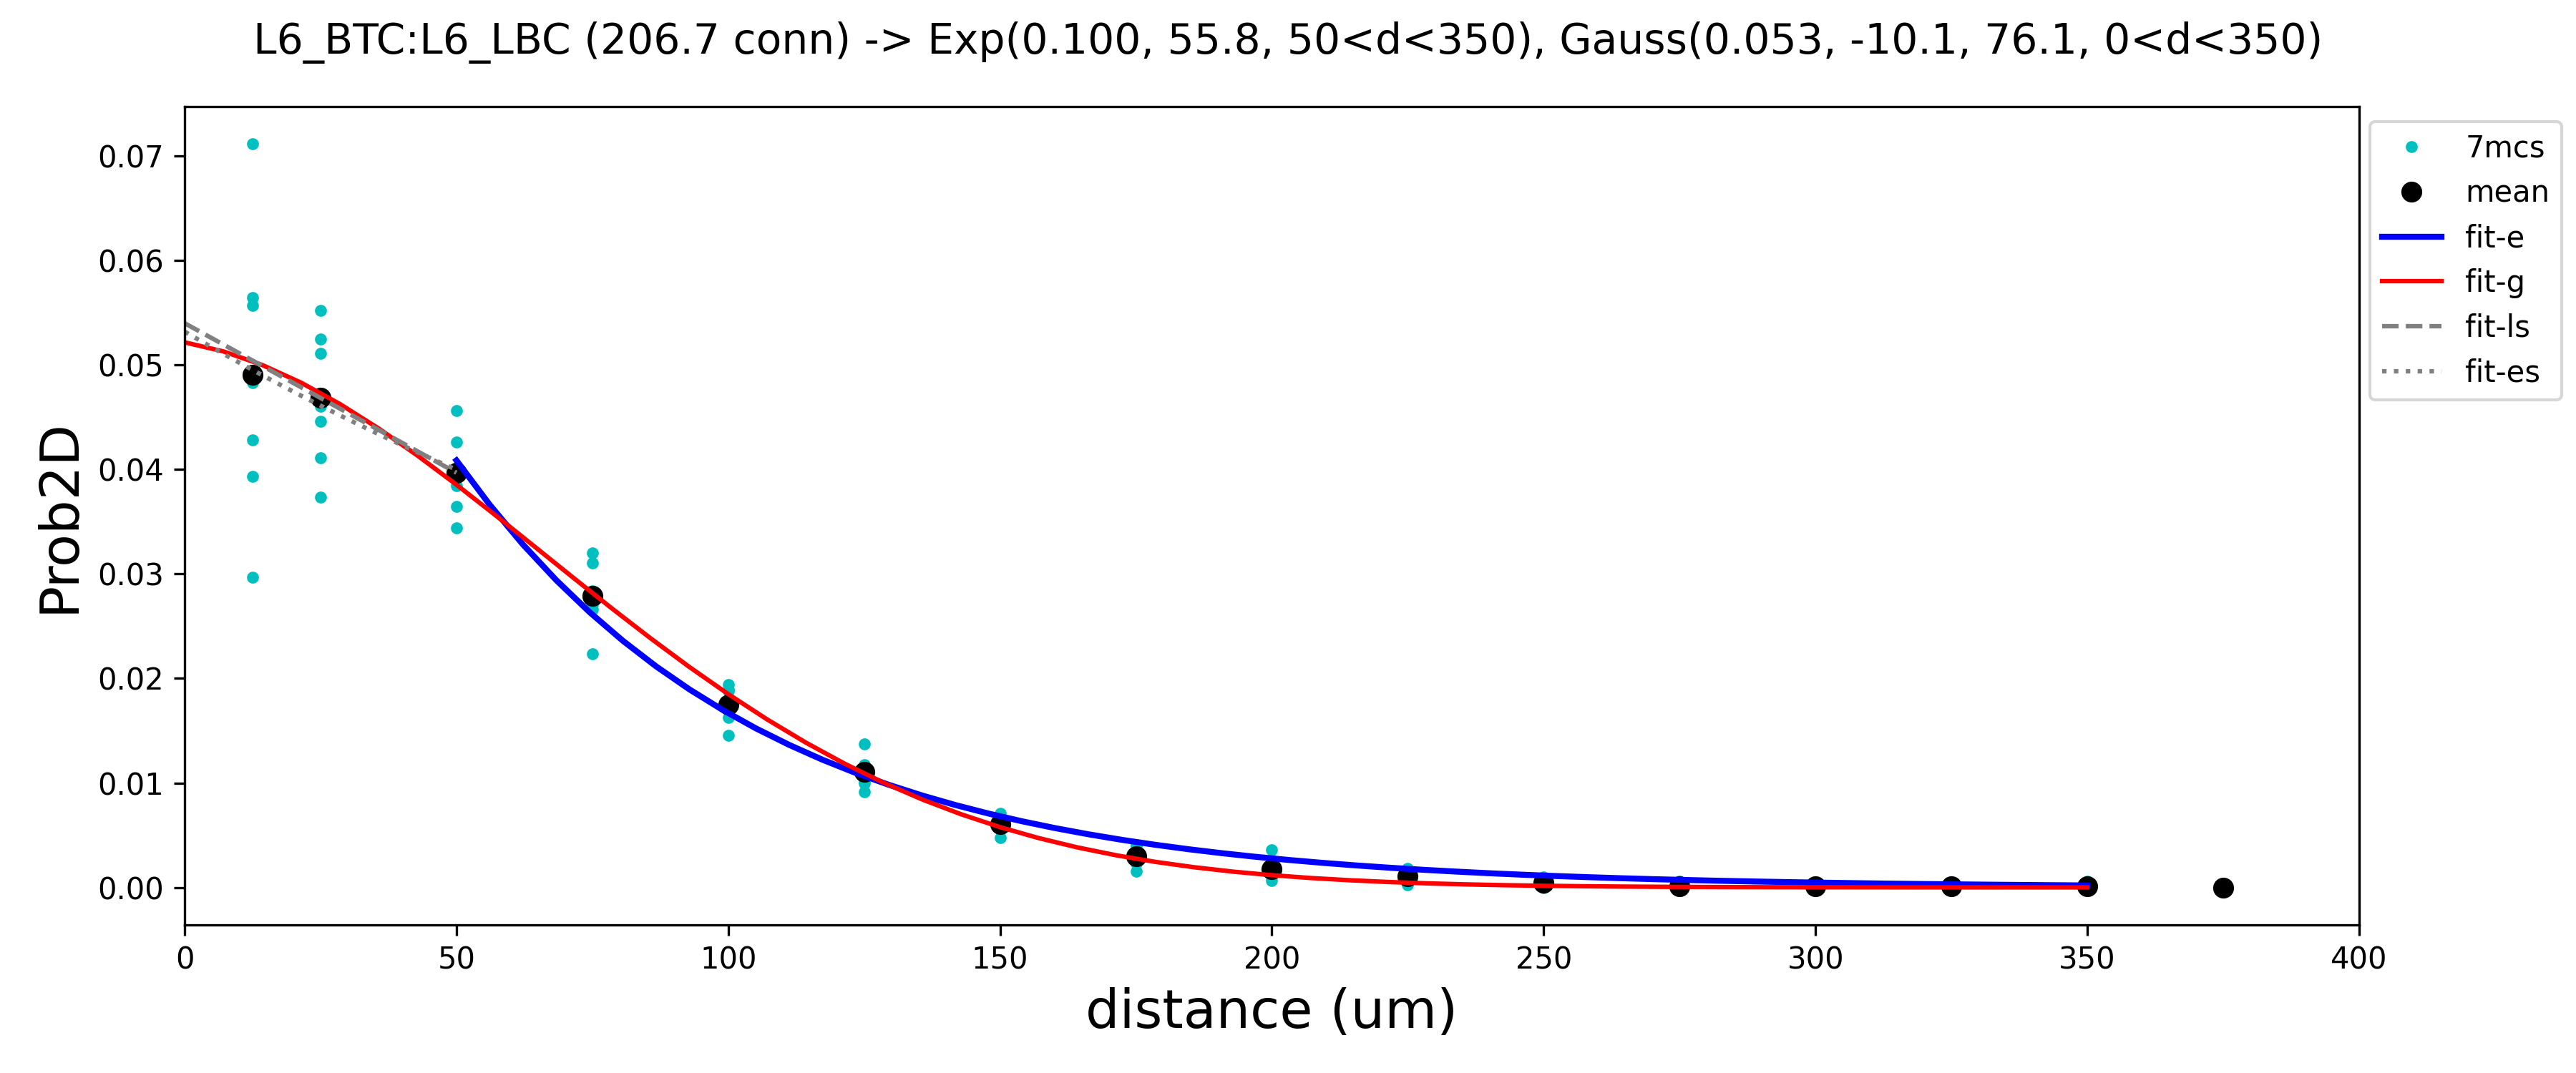 L6_BTC:L6_LBC (206.7 conn) -> Exp(0.100, 55.8, 50<d<350), Gauss(0.053, -10.1, 76.1, 0<d<350)
0.07
0.06
0.05
0.04
0.03
0.02
0.01
0.00
Prob2D
0 50 100 150 200 250 300 350 400
distance (um)
7mcs
mean
fit-e
fit-g
fit-ls
fit-es